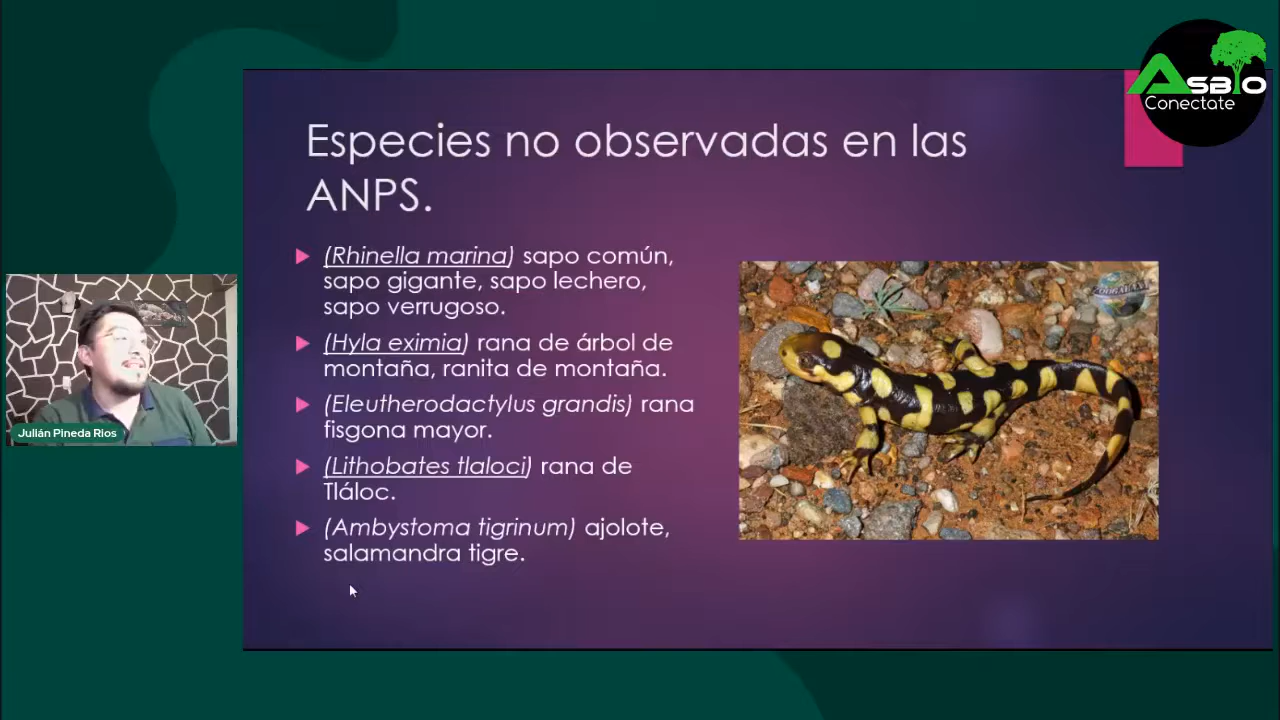 Especies no observadas en las
ANPS.
(Rhinella marina) sapo común,
sapo gigante, sapo lechero,
sapo verrugoso.
(Hyla eximia) rana de árbol de
montaña, ranita de montaña.
(Eleutherodactylus grandis) rana
fisgona mayor.
(Lithobates tlaloci) rana de
Tláloc.
(Ambystoma tigrinum) ajolote,
salamandra tigre.
ASBIO
Conectate
Julián Pineda Rios